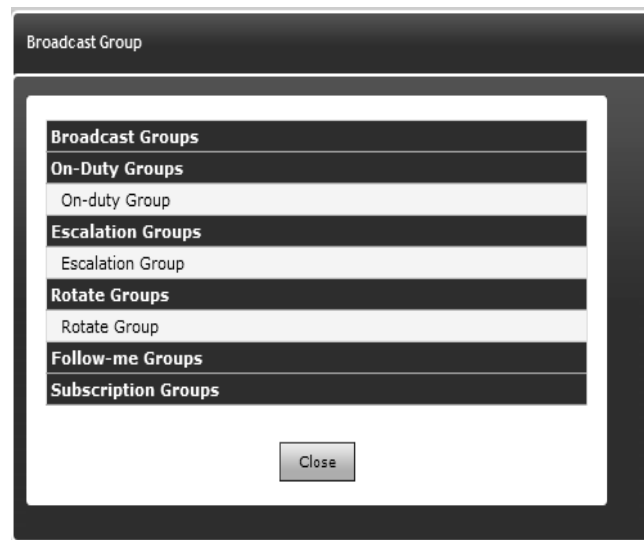 Broadcast Group
Broadcast Groups
On-Duty Groups
On-duty Group
Escalation Groups
Escalation Group
Rotate Groups
Rotate Group
Follow-me Groups
Subscription Groups
Close